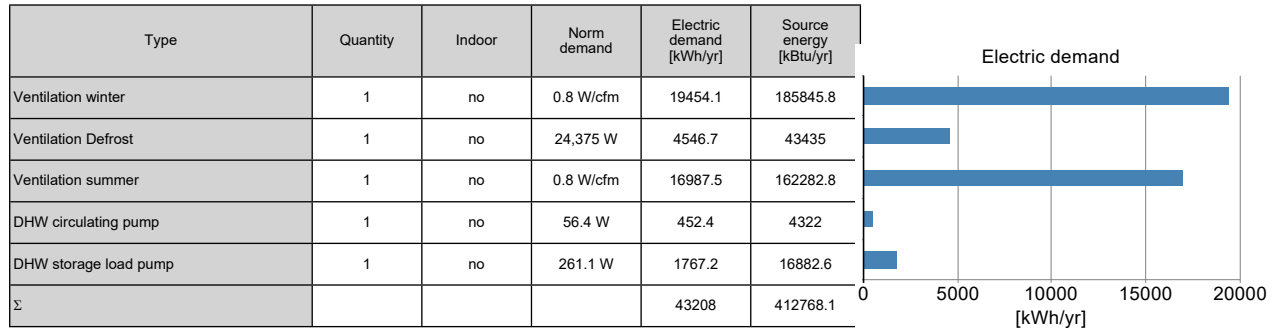 Type Quantity Indoor Norm demand Electric demand [kWh/yr] Source energy [kBtu/yr]
Ventilation winter 1 no 0.8 W/cfm 19454.1 185845.8
Ventilation Defrost 1 no 24,375 W 4546.7 43435
Ventilation summer 1 no 0.8 W/cfm 16987.5 162282.8
DHW circulating pump 1 no 56.4 W 452.4 4322
DHW storage load pump 1 no 261.1 W 1767.2 16882.6
Σ 43208 412768.1
Electric demand
0 5000 10000 15000 20000
[kWh/yr]